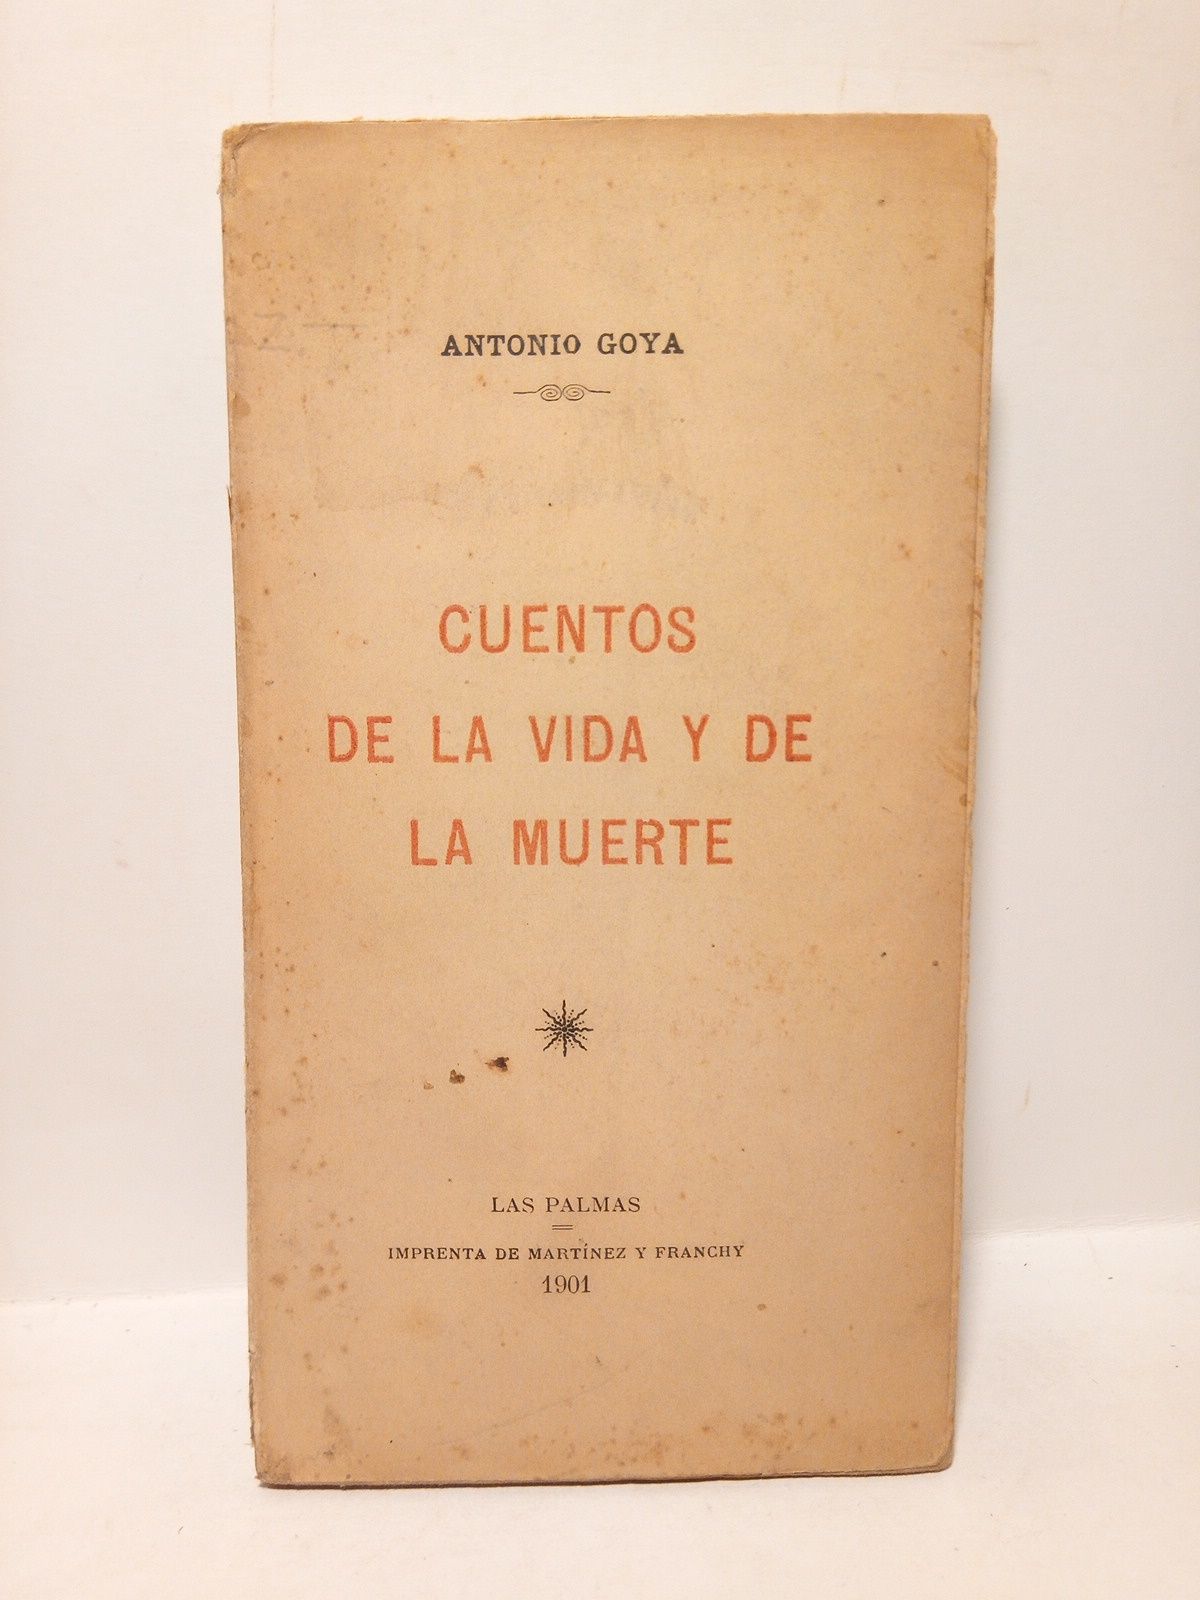 ANTONIO GOYA
CUENTOS
DE LA VIDA Y DE
LA MUERTE
LAS PALMAS
IMPRENTA DE MARTÍNEZ Y FRANCHY
1901